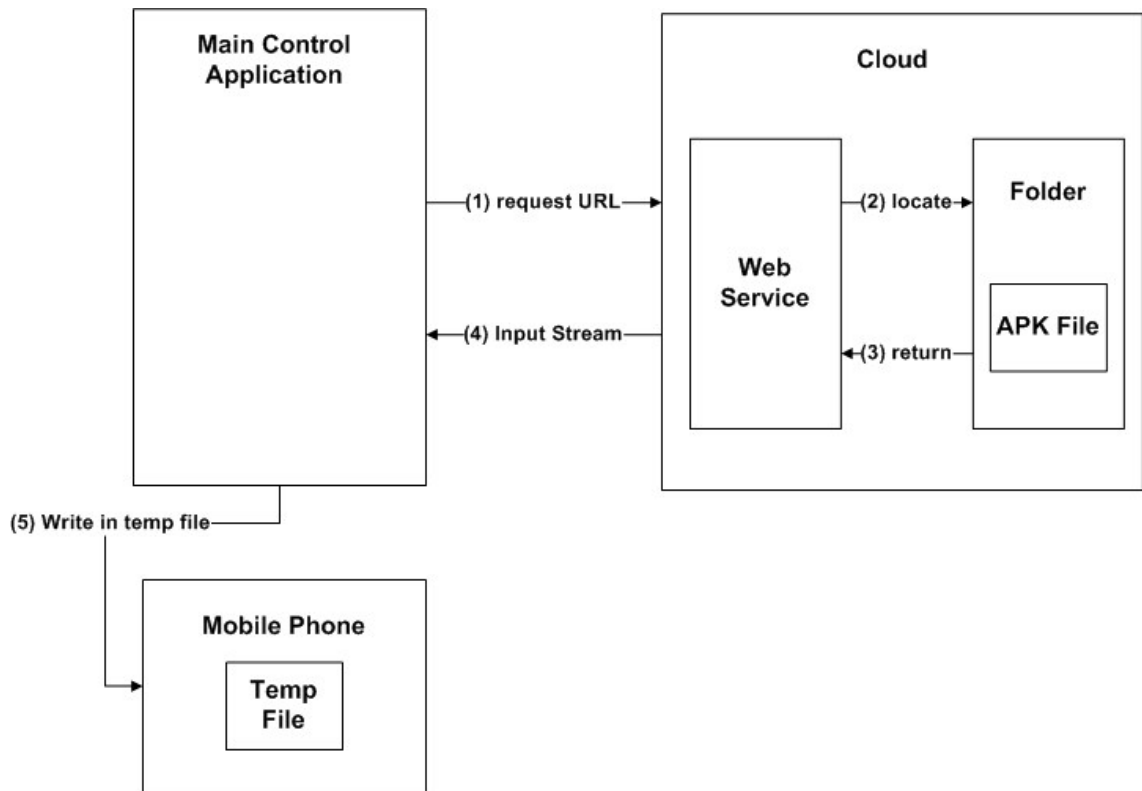 Main Control
Application
Cloud
(1) request URL
(2) locate
Folder
Web
Service
APK File
(4) Input Stream
(3) return
(5) Write in temp file
Mobile Phone
Temp
File